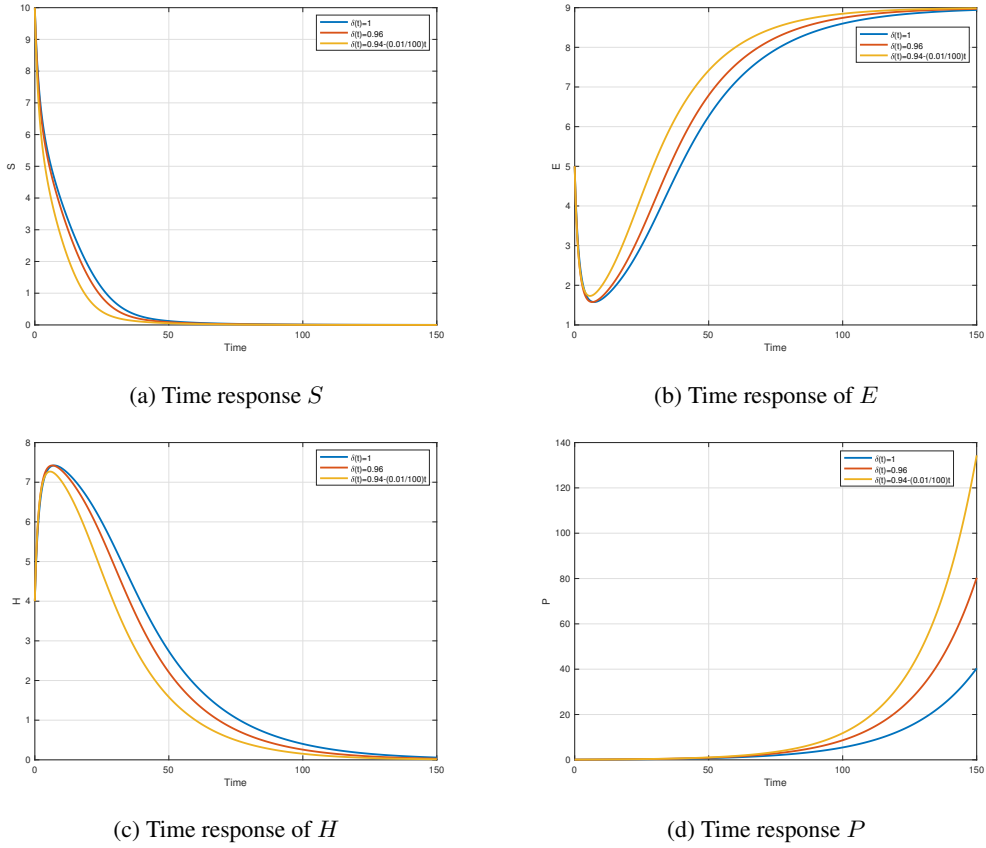 10
9
8
7
6
5
4
3
2
1
0
S
0
50
100
150
Time
δ(t)=1
δ(t)=0.96
δ(t)=0.94-(0.01/100)t
(a) Time response S
9
8
7
6
5
4
3
2
1
E
0
50
100
150
Time
δ(t)=1
δ(t)=0.96
δ(t)=0.94-(0.01/100)t
(b) Time response of E
8
7
6
5
4
3
2
1
0
H
0
50
100
150
Time
δ(t)=1
δ(t)=0.96
δ(t)=0.94-(0.01/100)t
(c) Time response of H
140
120
100
80
60
40
20
0
P
0
50
100
150
Time
δ(t)=1
δ(t)=0.96
δ(t)=0.94-(0.01/100)t
(d) Time response P